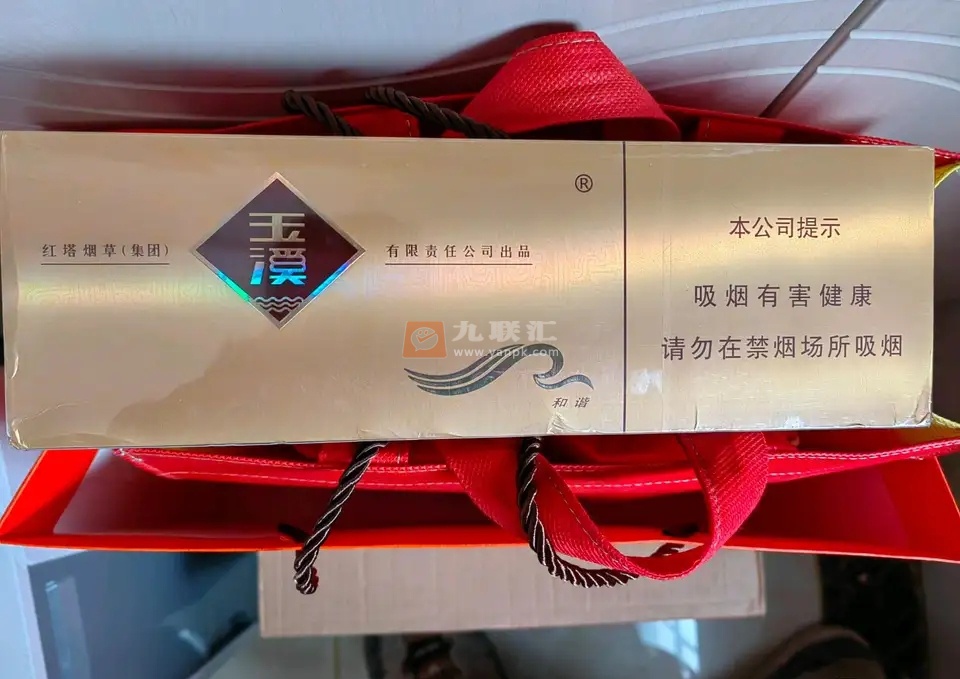 ®
玉溪
红塔烟草(集团)
有限责任公司出品
九联汇
www.yanpk.com
和谐
本公司提示
吸烟有害健康
请勿在禁烟场所吸烟